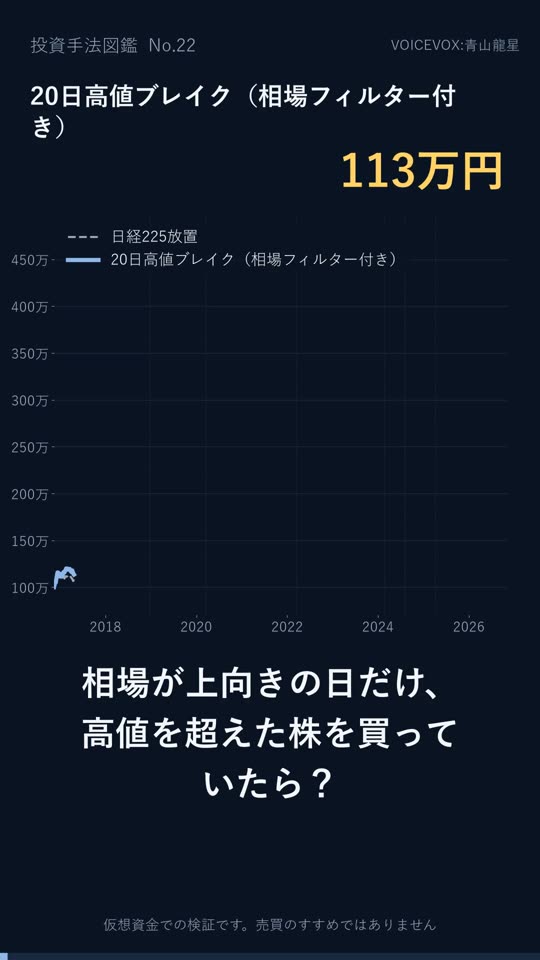 投資手法図鑑 No.22
VOICEVOX:青山龍星
20日高値ブレイク（相場フィルター付
き）
113万円
日経225放置
20日高値ブレイク（相場フィルター付き）
450万
400万
350万
300万
250万
200万
150万
100万
2018 2020 2022 2024 2026
相場が上向きの日だけ、
高値を超えた株を買って
いたら？
仮想資金での検証です。売買のすすめではありません